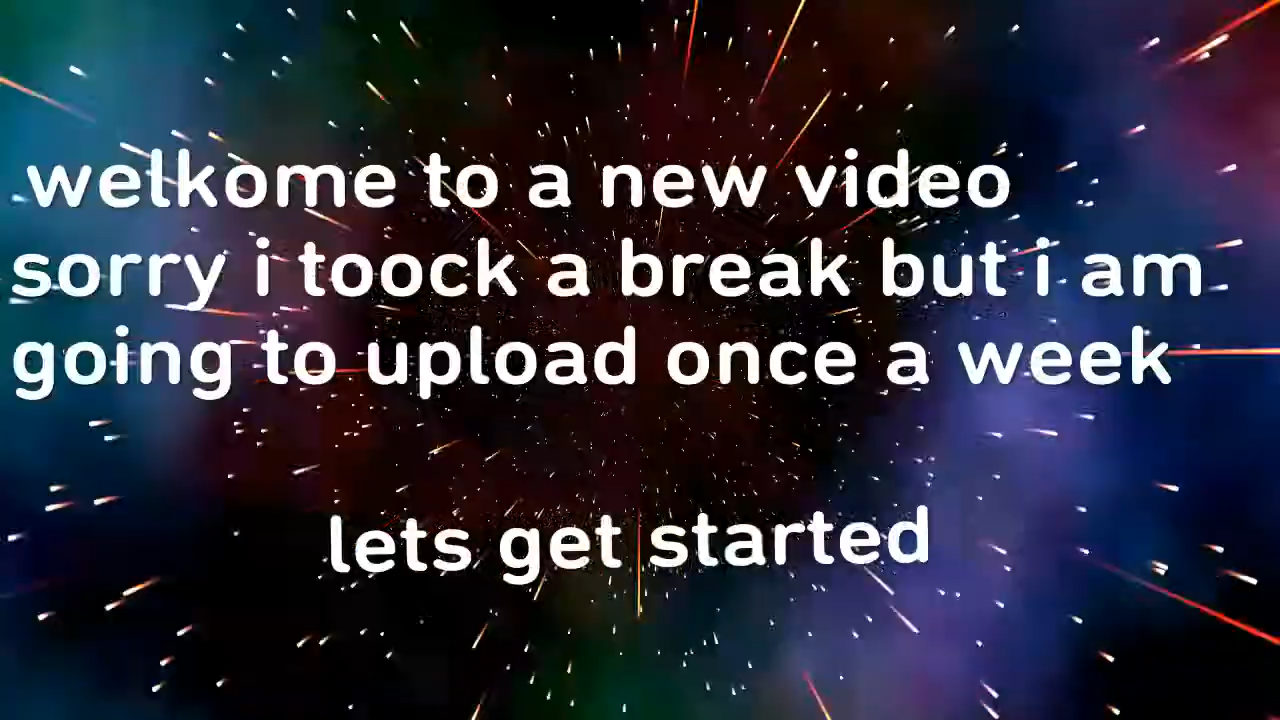 welkome to a new video
sorry i toock a break but i am
going to upload once a week
lets get started